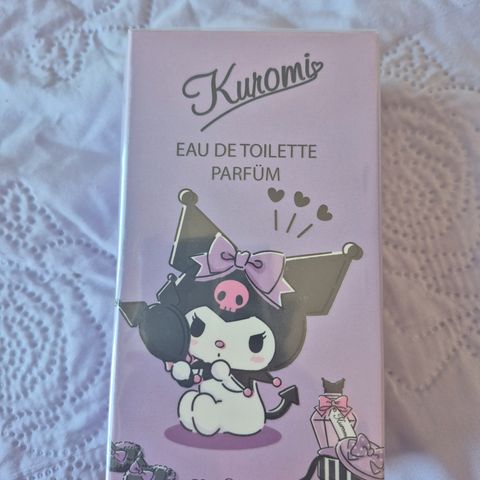 Kuromi
EAU DE TOILETTE
PARFÜM